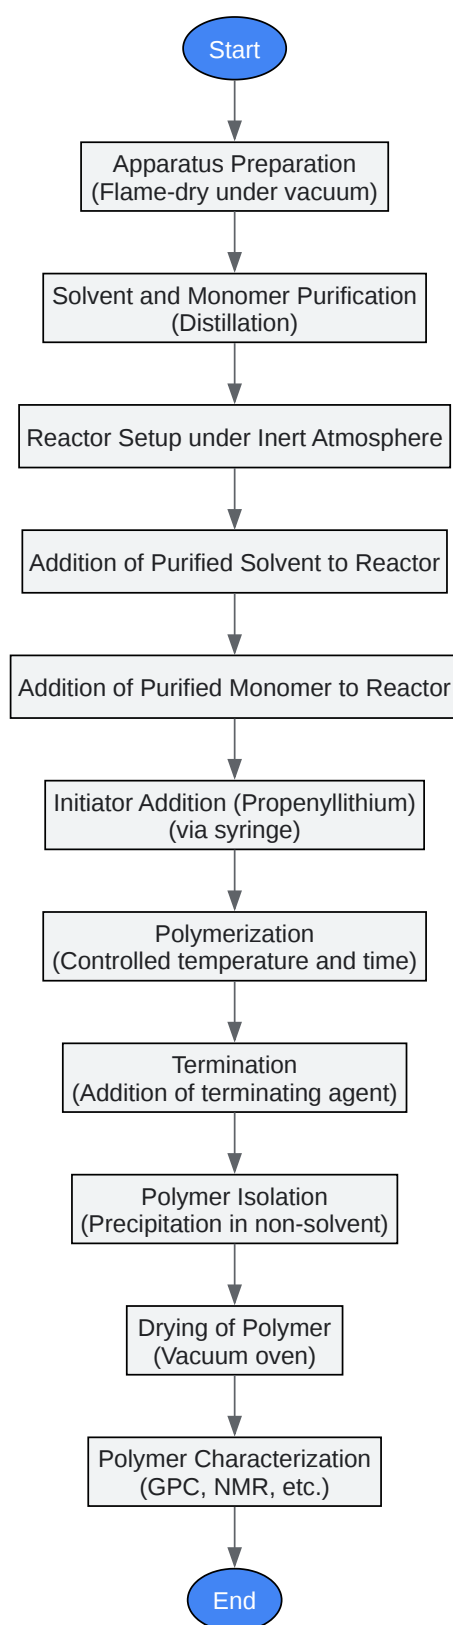 Start
Apparatus Preparation
(Flame-dry under vacuum)
Solvent and Monomer Purification
(Distillation)
Reactor Setup under Inert Atmosphere
Addition of Purified Solvent to Reactor
Addition of Purified Monomer to Reactor
Initiator Addition (Propenyllithium)
(via syringe)
Polymerization
(Controlled temperature and time)
Termination
(Addition of terminating agent)
Polymer Isolation
(Precipitation in non-solvent)
Drying of Polymer
(Vacuum oven)
Polymer Characterization
(GPC, NMR, etc.)
End